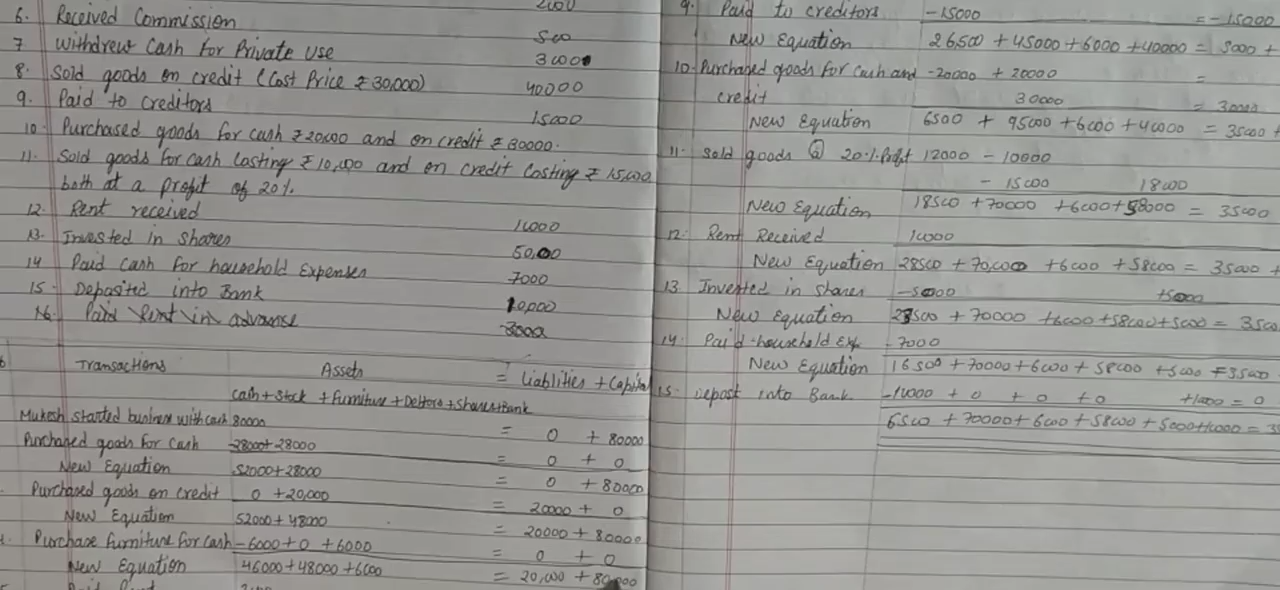 2000
6. Received Commission 500
7 Withdrew Cash for Private Use 3000
8. Sold goods on credit (Cost Price ₹ 30,000) 40000
9. Paid to creditors 15000
10. Purchased goods for cash ₹ 20,000 and on credit ₹ 30000.
11. Sold goods for cash Costing ₹ 10,000 and on credit Costing ₹ 15,000
both at a profit of 20%
12. Rent received 10000
13. Invested in shares 50,00
14 Paid Cash for household Expenses 7000
15. Deposited into Bank 10,000
16. Paid Rent in advance 3000
Transactions Assets = Liablities + Capital
Cash + Stock + Furniture + Debtors + Shares + Bank
Mukesh started business with cash 80000 = 0 + 80000
Purchased goods for cash -28000 + 28000 = 0 + 0
New Equation 52000 + 28000 = 0 + 80000
Purchased goods on credit 0 + 20,000 = 20000 + 0
New Equation 52000 + 48000 = 20000 + 80000
Purchase furniture for cash - 6000 + 0 + 6000 = 0 + 0
New Equation 46000 + 48000 + 6000 = 20,000 + 80,000
9. Paid to creditors -15000 = -15000
New Equation 26500 + 45000 + 6000 + 40000 = 5000 +
10. Purchased goods for cash and -20000 + 20000 =
credit 30000 = 30000
New Equation 6500 + 95000 + 6000 + 40000 = 35000 +
11. Sold goods @ 20% Profit 12000 - 10000
- 15000 18000
New Equation 18500 + 70000 + 6000 + 58000 = 35000
12. Rent Received 10000
New Equation 28500 + 70,000 + 6000 + 58000 = 35000 +
13 Invested in shares -5000 +5000
New Equation 23500 + 70000 + 6000 + 58000 + 5000 = 3500
14. Paid household Exp. - 7000
New Equation 16500 + 70000 + 6000 + 58000 + 5000 = 3500
15. Deposit into Bank -10000 + 0 + 0 + 0 +1000 = 0
6500 + 70000 + 6000 + 58000 + 5000 + 1000 = 3